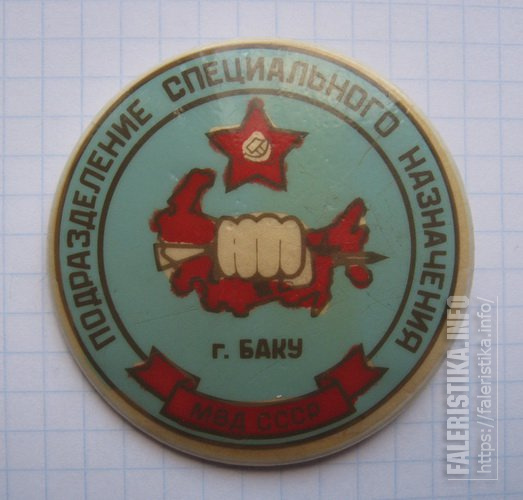 ПОДРАЗДЕЛЕНИЕ СПЕЦИАЛЬНОГО НАЗНАЧЕНИЯ
г. БАКУ
МВД СССР
FALERISTIKA.INFO
https://faleristika.info/